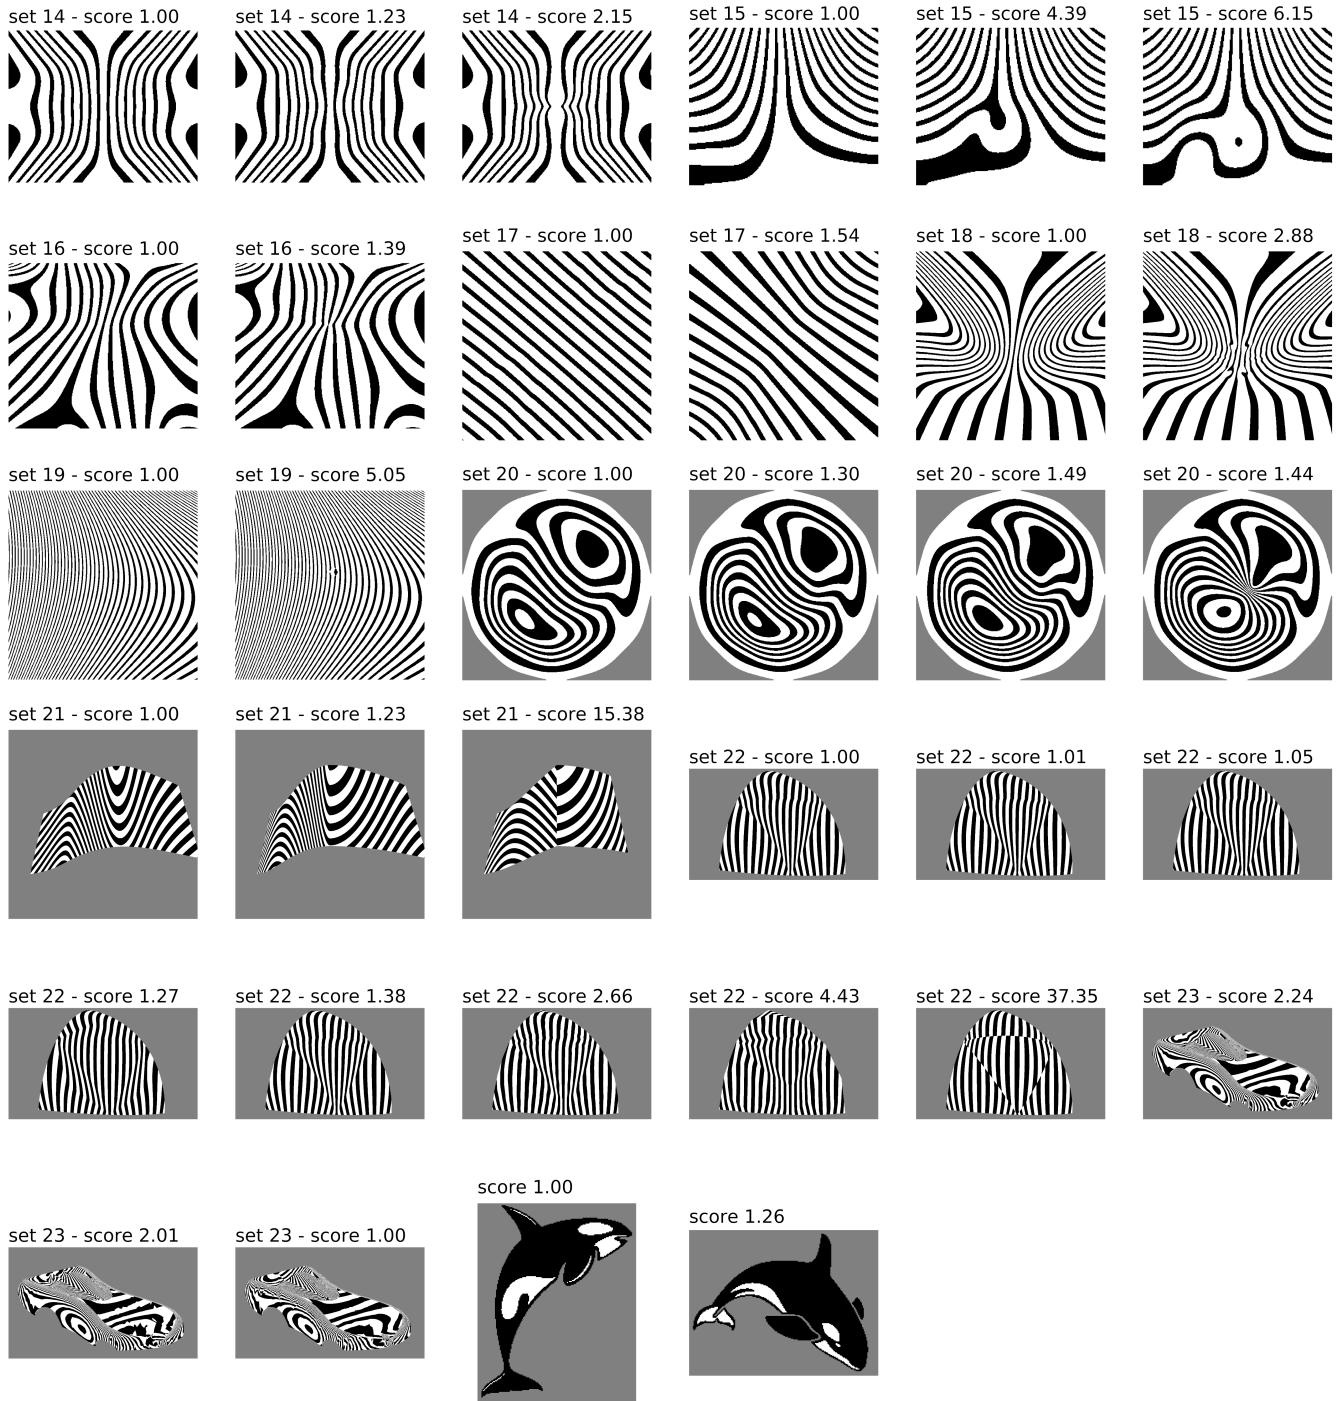 set 14 - score 1.00
set 14 - score 1.23
set 14 - score 2.15
set 15 - score 1.00
set 15 - score 4.39
set 15 - score 6.15
set 16 - score 1.00
set 16 - score 1.39
set 17 - score 1.00
set 17 - score 1.54
set 18 - score 1.00
set 18 - score 2.88
set 19 - score 1.00
set 19 - score 5.05
set 20 - score 1.00
set 20 - score 1.30
set 20 - score 1.49
set 20 - score 1.44
set 21 - score 1.00
set 21 - score 1.23
set 21 - score 15.38
set 22 - score 1.00
set 22 - score 1.01
set 22 - score 1.05
set 22 - score 1.27
set 22 - score 1.38
set 22 - score 2.66
set 22 - score 4.43
set 22 - score 37.35
set 23 - score 2.24
set 23 - score 2.01
set 23 - score 1.00
score 1.00
score 1.26